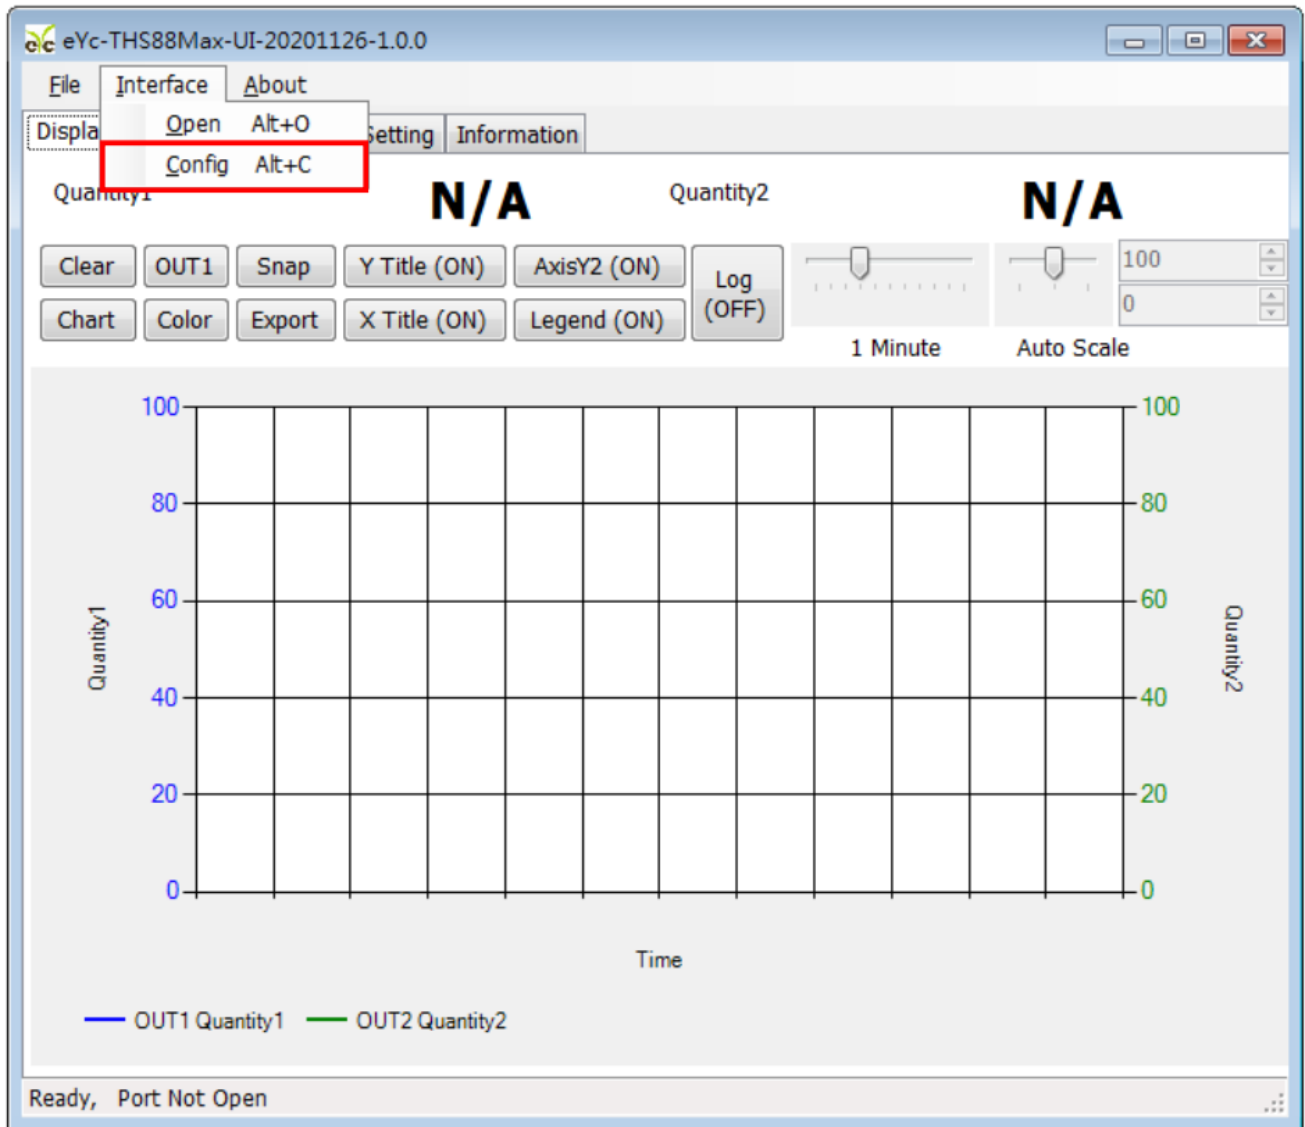 eYc eYc-THS88Max-UI-20201126-1.0.0
File Interface About
Open Alt+O
Config Alt+C
Information
Quantity1 N/A Quantity2 N/A
Clear OUT1 Snap Y Title (ON) AxisY2 (ON) Log (OFF) 100
Chart Color Export X Title (ON) Legend (ON) 0
1 Minute Auto Scale
100 100
80 80
60 60
Quantity1 Quantity2
40 40
20 20
0 0
Time
OUT1 Quantity1 OUT2 Quantity2
Ready, Port Not Open